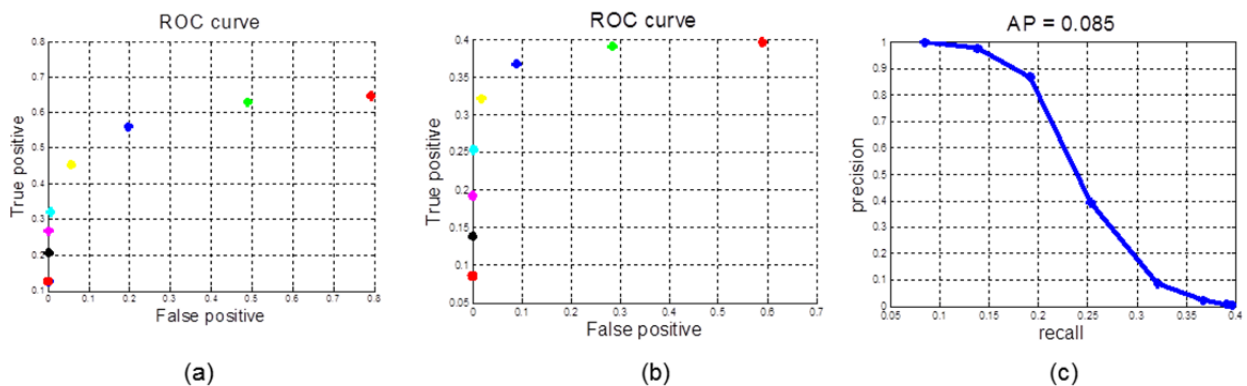 ROC curve
0.8
0.7
0.6
0.5
0.4
0.3
0.2
0.1
0 0.1 0.2 0.3 0.4 0.5 0.6 0.7 0.8
True positive
False positive
(a)
ROC curve
0.4
0.35
0.3
0.25
0.2
0.15
0.1
0.05
0 0.1 0.2 0.3 0.4 0.5 0.6 0.7
True positive
False positive
(b)
AP = 0.085
1
0.9
0.8
0.7
0.6
0.5
0.4
0.3
0.2
0.1
0
0.05 0.1 0.15 0.2 0.25 0.3 0.35 0.4
precision
recall
(c)